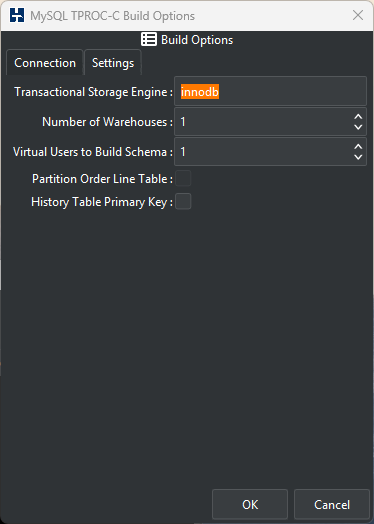 MySQL TPROC-C Build Options
Build Options
Connection Settings
Transactional Storage Engine : innodb
Number of Warehouses : 1
Virtual Users to Build Schema : 1
Partition Order Line Table :
History Table Primary Key :
OK Cancel